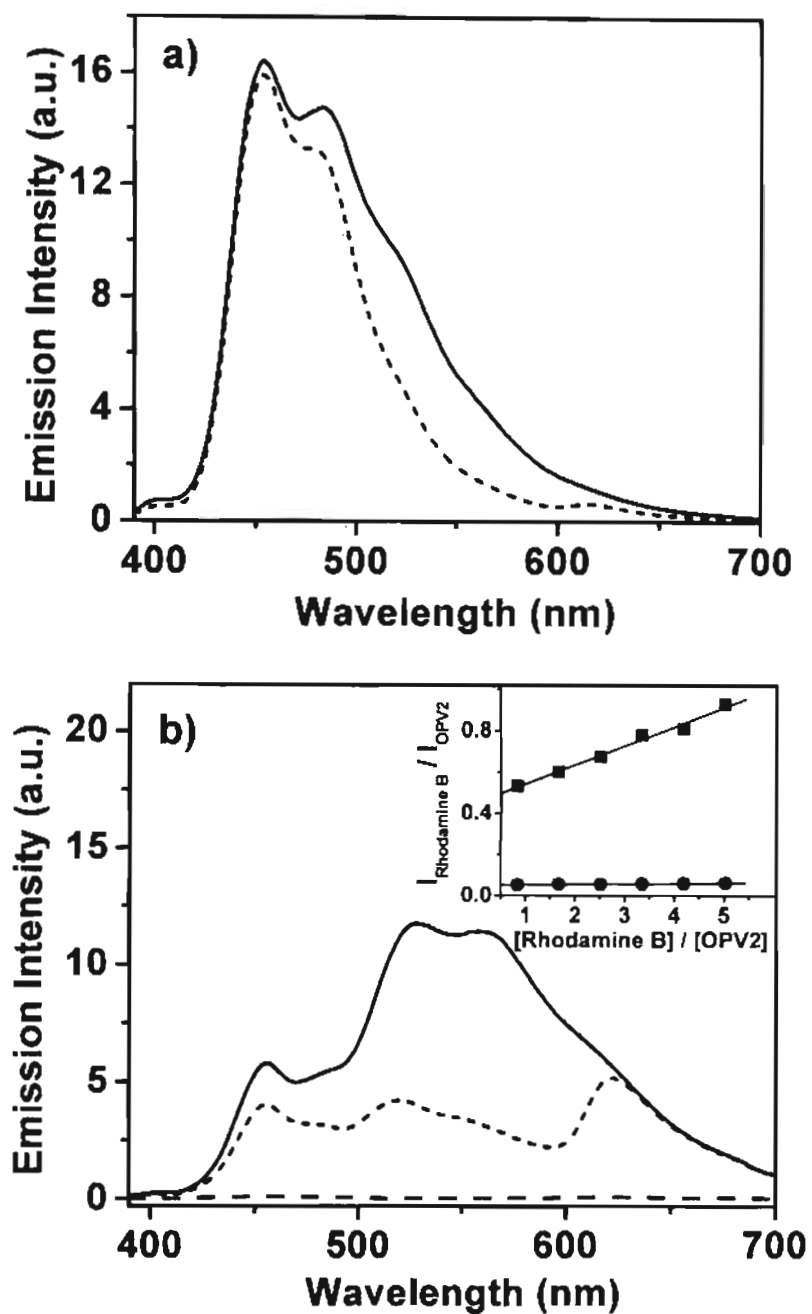 a)
16
12
8
4
0
Emission Intensity (a.u.)
400 500 600 700
Wavelength (nm)
b)
20
15
10
5
0
Emission Intensity (a.u.)
400 500 600 700
Wavelength (nm)
0.8
0.4
0.0
I Rhodamine B / I OPV2
1 2 3 4 5
[Rhodamine B] / [OPV2]